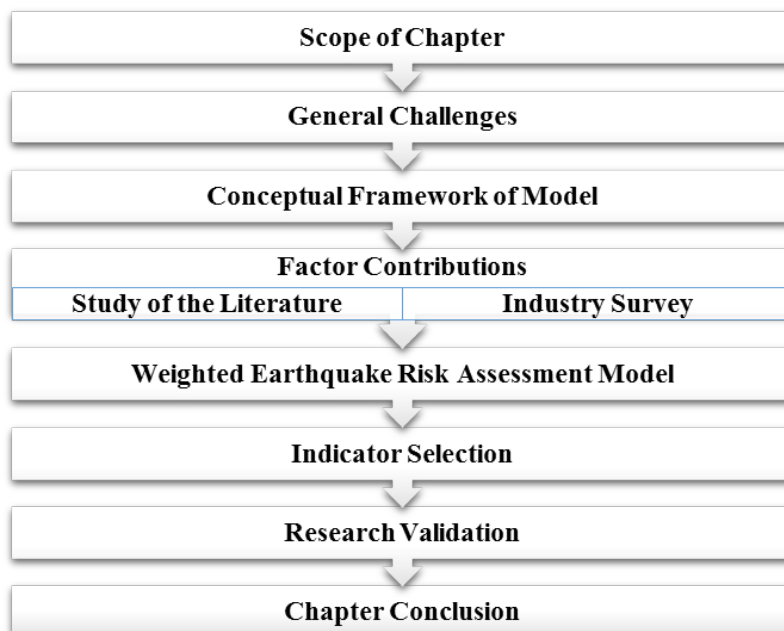 Scope of Chapter
General Challenges
Conceptual Framework of Model
Factor Contributions
Study of the Literature
Industry Survey
Weighted Earthquake Risk Assessment Model
Indicator Selection
Research Validation
Chapter Conclusion